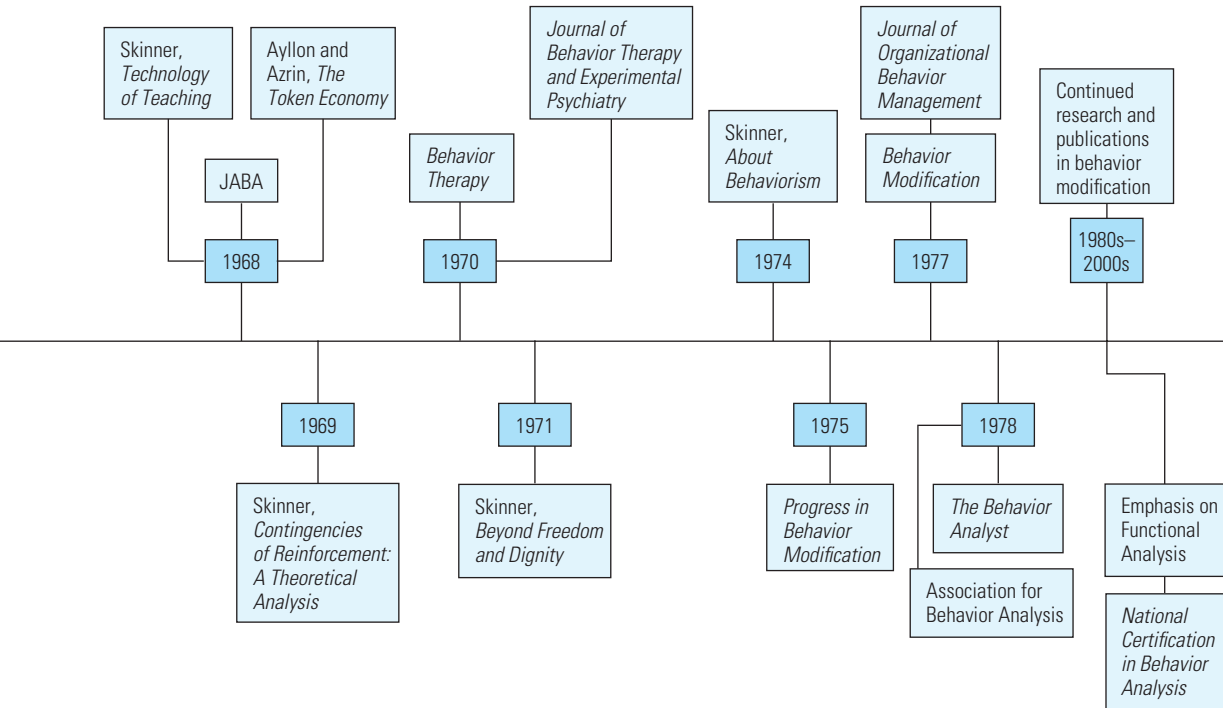 Skinner,
Technology
of Teaching
Ayllon and
Azrin, The
Token Economy
JABA
1968
Journal of
Behavior Therapy
and Experimental
Psychiatry
Behavior
Therapy
1970
Skinner,
About
Behaviorism
1974
Journal of
Organizational
Behavior
Management
Behavior
Modification
1977
Continued
research and
publications
in behavior
modification
1980s–
2000s
1969
Skinner,
Contingencies
of Reinforcement:
A Theoretical
Analysis
1971
Skinner,
Beyond Freedom
and Dignity
1975
Progress in
Behavior
Modification
1978
The Behavior
Analyst
Association for
Behavior Analysis
Emphasis on
Functional
Analysis
National
Certification
in Behavior
Analysis